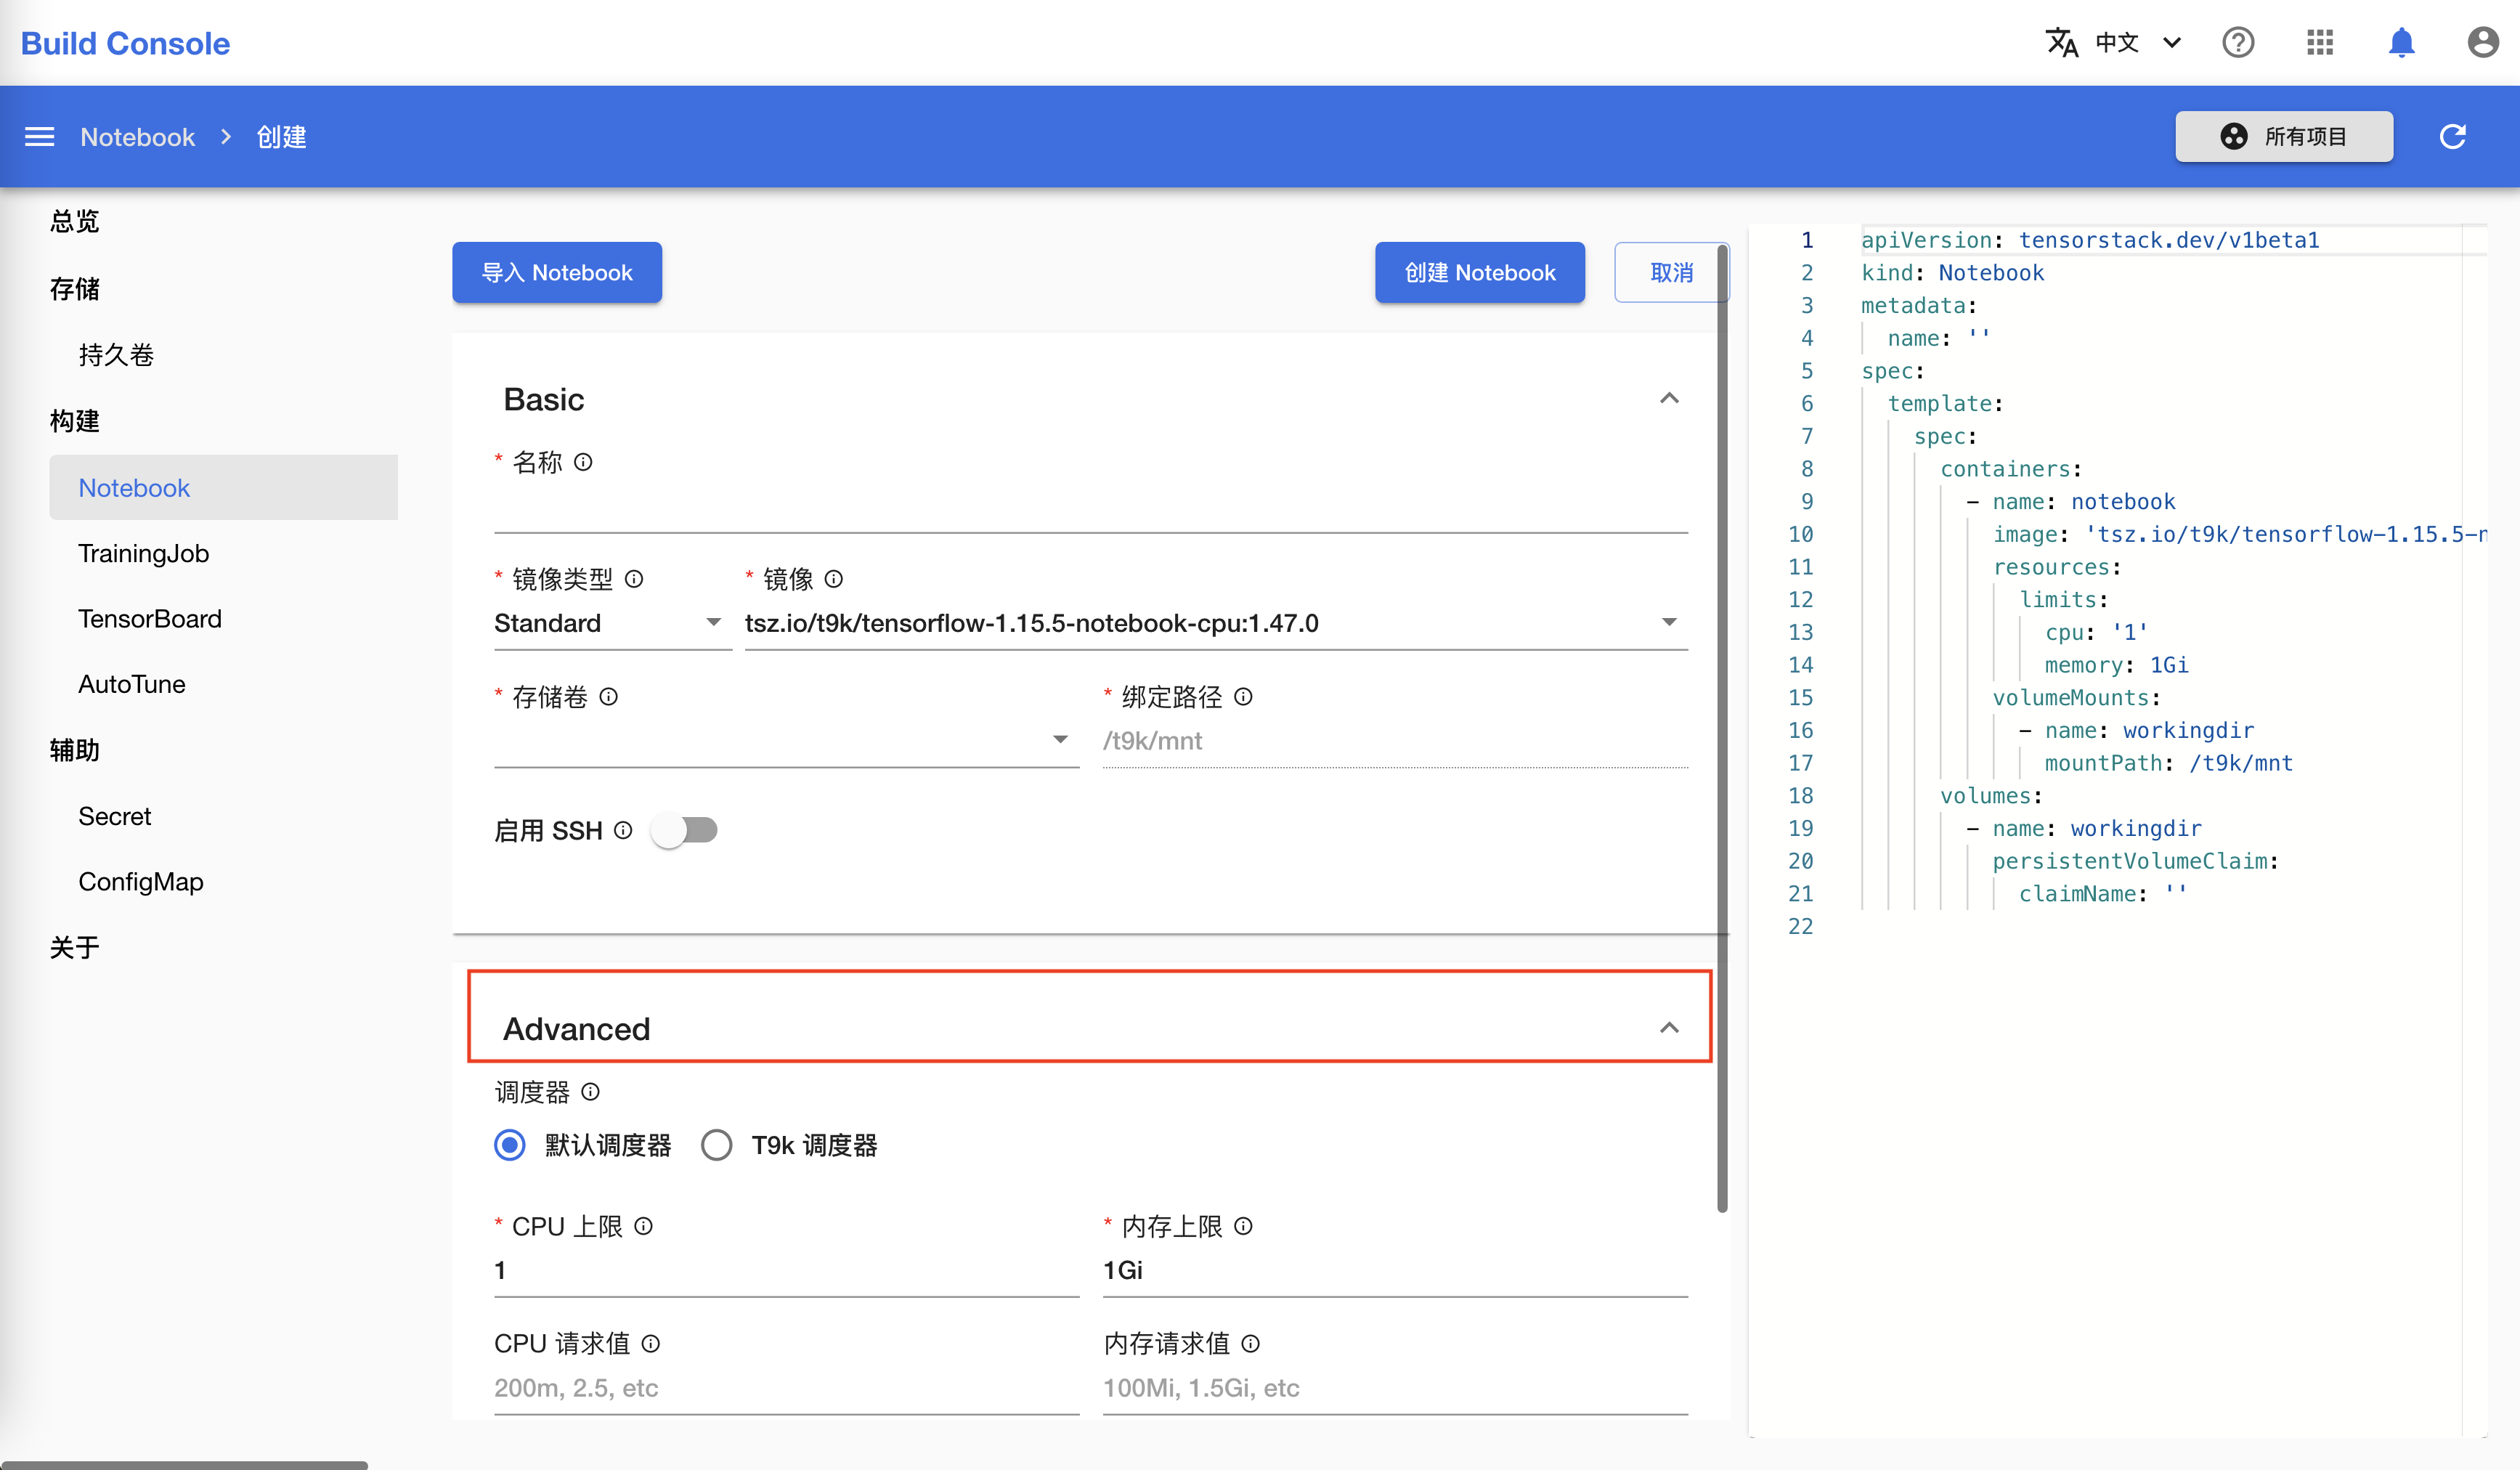 Build Console
中文
Notebook
创建
所有项目
总览
存储
持久卷
构建
Notebook
TrainingJob
TensorBoard
AutoTune
辅助
Secret
ConfigMap
关于
导入 Notebook
创建 Notebook
取消
Basic
* 名称
* 镜像类型
* 镜像
Standard
tsz.io/t9k/tensorflow-1.15.5-notebook-cpu:1.47.0
* 存储卷
* 绑定路径
/t9k/mnt
启用 SSH
Advanced
调度器
默认调度器
T9k 调度器
* CPU 上限
* 内存上限
1
1Gi
CPU 请求值
内存请求值
200m, 2.5, etc
100Mi, 1.5Gi, etc
1 apiVersion: tensorstack.dev/v1beta1
2 kind: Notebook
3 metadata:
4 name: ''
5 spec:
6 template:
7 spec:
8 containers:
9 - name: notebook
10 image: 'tsz.io/t9k/tensorflow-1.15.5-n
11 resources:
12 limits:
13 cpu: '1'
14 memory: 1Gi
15 volumeMounts:
16 - name: workingdir
17 mountPath: /t9k/mnt
18 volumes:
19 - name: workingdir
20 persistentVolumeClaim:
21 claimName: ''
22